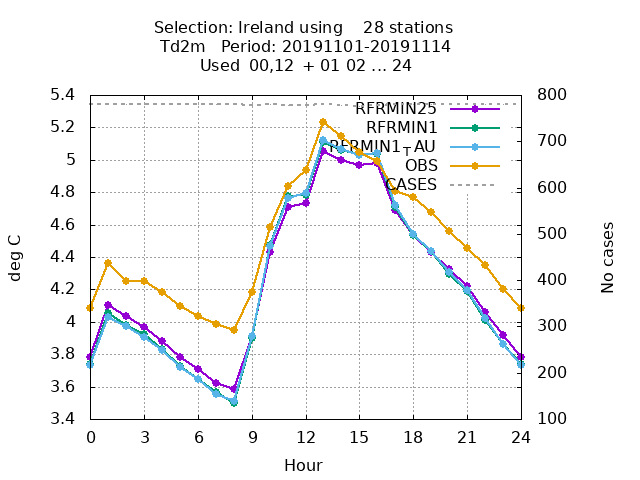 Selection: Ireland using    28 stations
Td2m   Period: 20191101-20191114
Used  00,12  + 01 02 ... 24
5.4
5.2
5
4.8
4.6
4.4
4.2
4
3.8
3.6
3.4
deg C
800
700
600
500
400
300
200
100
No cases
RFRMIN25
RFRMIN1
RFRMIN1_AU
OBS
CASES
0 3 6 9 12 15 18 21 24
Hour